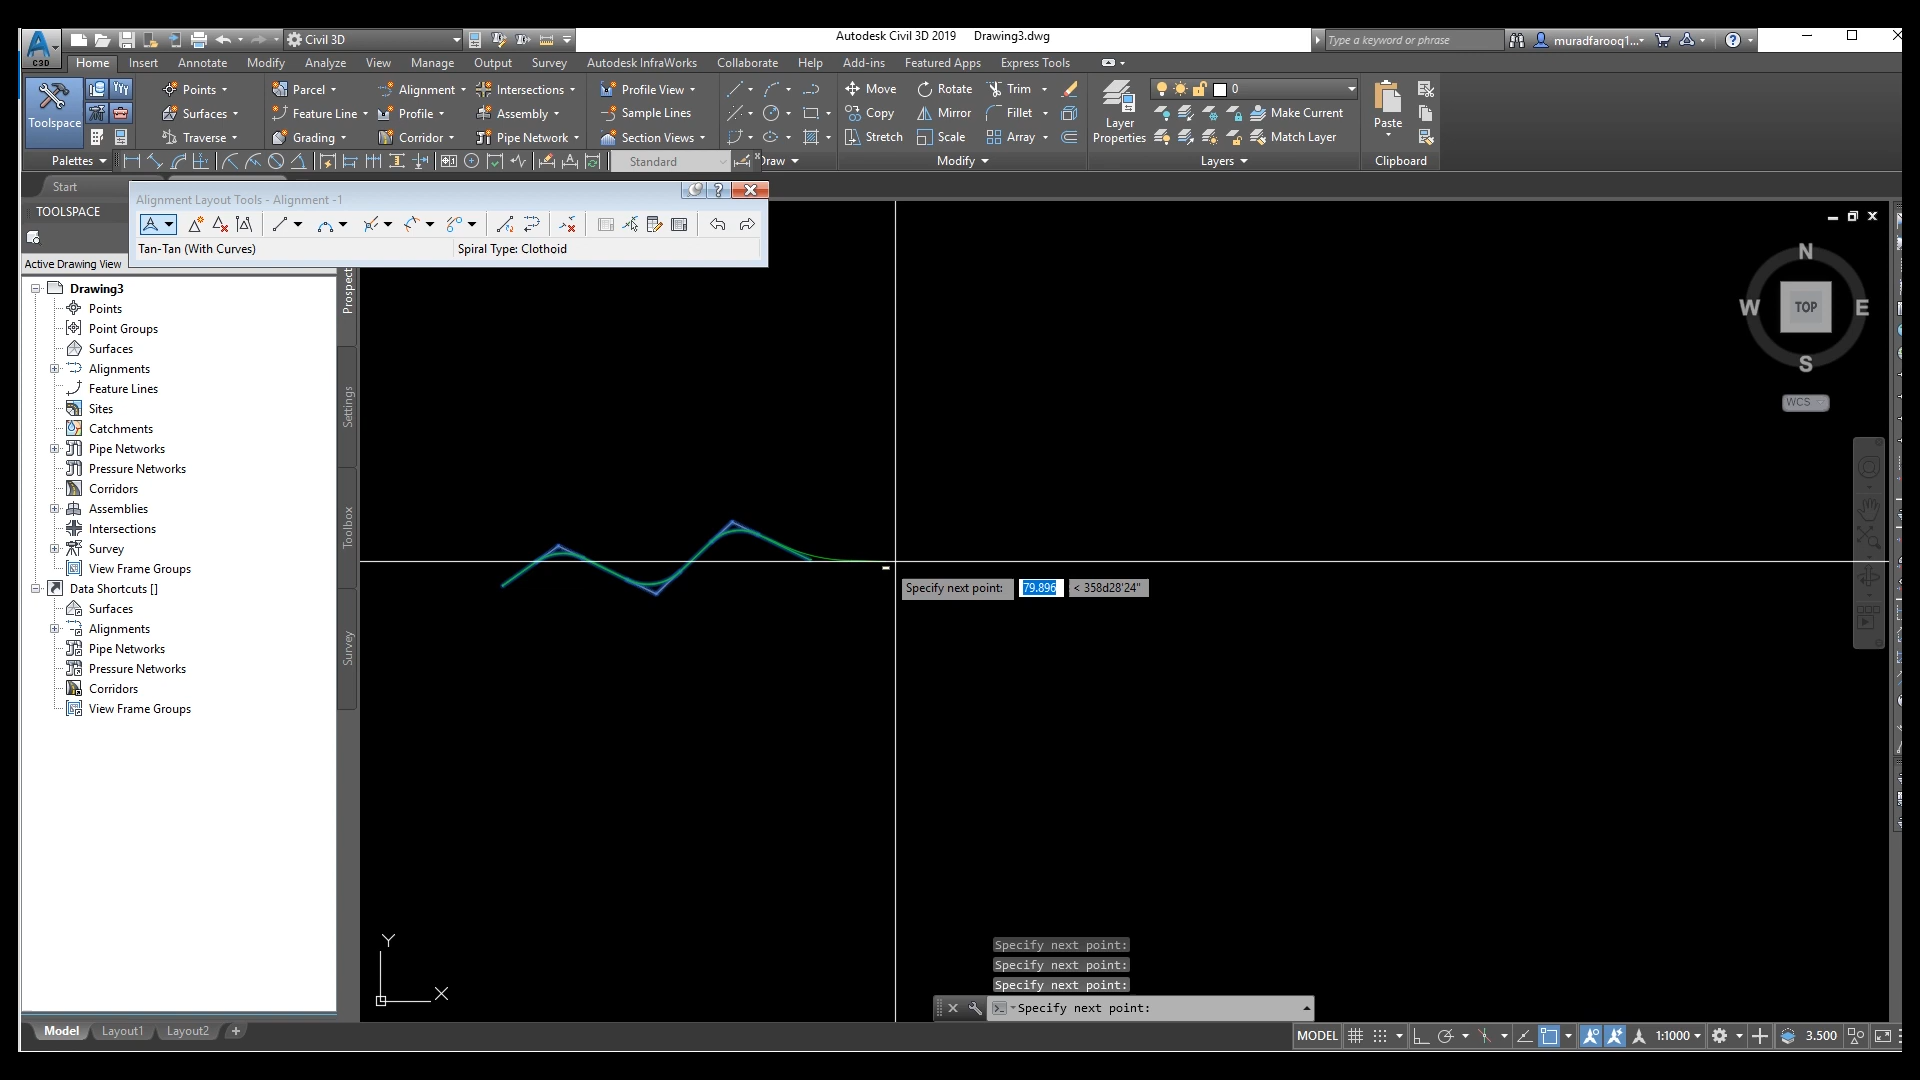 Civil 3D
Autodesk Civil 3D 2019 Drawing3.dwg
Type a keyword or phrase
muradfarooq1...
C3D
Home Insert Annotate Modify Analyze View Manage Output Survey Autodesk InfraWorks Collaborate Help Add-ins Featured Apps Express Tools
Toolspace
Points
Surfaces
Traverse
Parcel
Feature Line
Grading
Alignment
Profile
Corridor
Intersections
Assembly
Pipe Network
Profile View
Sample Lines
Section Views
Move
Copy
Stretch
Rotate
Mirror
Scale
Trim
Fillet
Array
Layer
Properties
0
Make Current
Match Layer
Paste
Palettes
Standard
Draw
Modify
Layers
Clipboard
Start
TOOLSPACE
Active Drawing View
Alignment Layout Tools - Alignment -1
Tan-Tan (With Curves)
Spiral Type: Clothoid
Drawing3
Points
Point Groups
Surfaces
Alignments
Feature Lines
Sites
Catchments
Pipe Networks
Pressure Networks
Corridors
Assemblies
Intersections
Survey
View Frame Groups
Data Shortcuts []
Surfaces
Alignments
Pipe Networks
Pressure Networks
Corridors
View Frame Groups
Prospect
Settings
Toolbox
Survey
N
W
TOP
E
S
WCS
Specify next point: 79.896 < 358d28'24"
Y
X
Specify next point:
Specify next point:
Specify next point:
Specify next point:
Model Layout1 Layout2 +
MODEL
1:1000
3.500